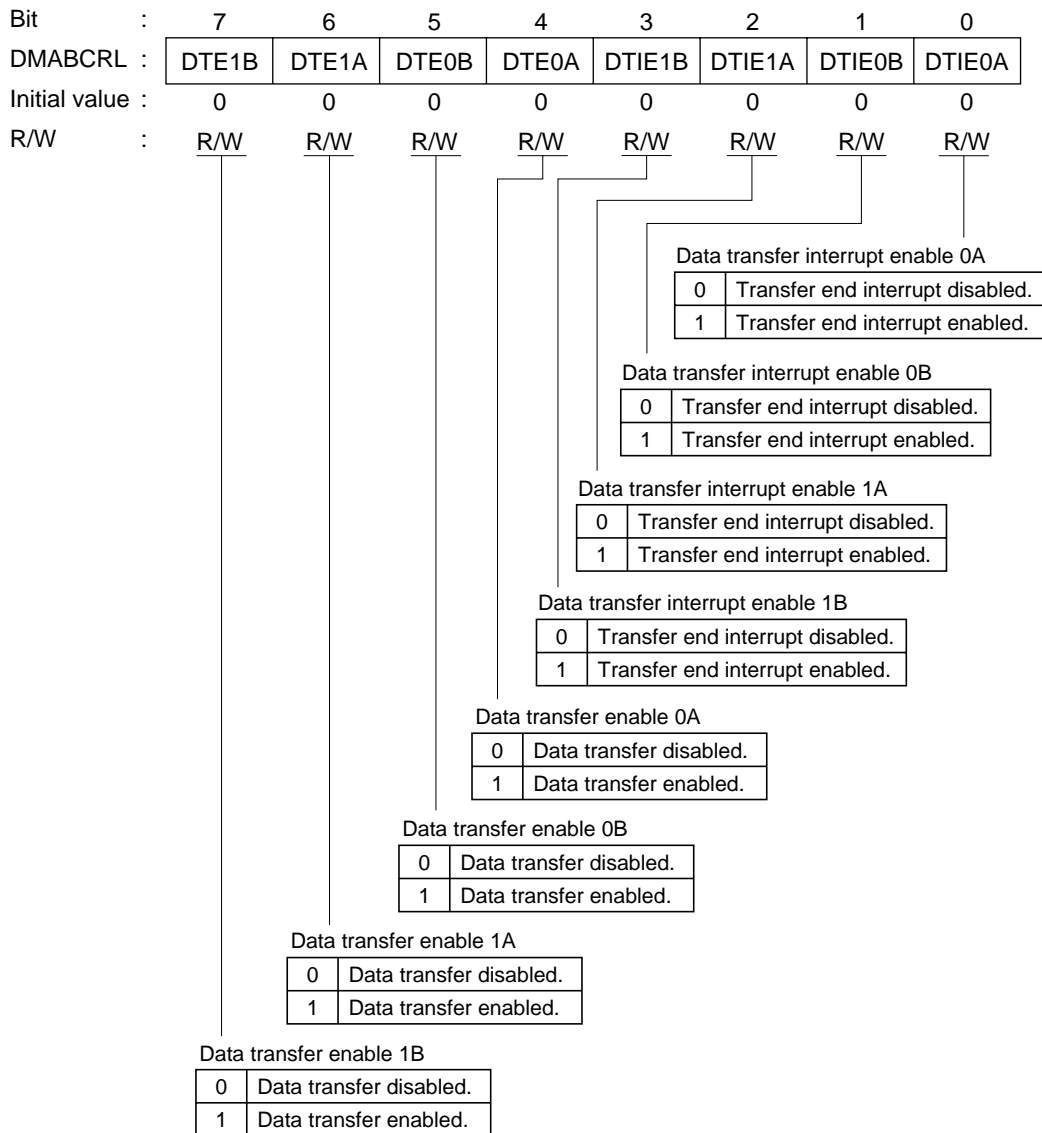 Bit : 7 6 5 4 3 2 1 0
DMABCRL : DTE1B DTE1A DTE0B DTE0A DTIE1B DTIE1A DTIE0B DTIE0A
Initial value : 0 0 0 0 0 0 0 0
R/W : R/W R/W R/W R/W R/W R/W R/W R/W
Data transfer interrupt enable 0A
0 Transfer end interrupt disabled.
1 Transfer end interrupt enabled.
Data transfer interrupt enable 0B
0 Transfer end interrupt disabled.
1 Transfer end interrupt enabled.
Data transfer interrupt enable 1A
0 Transfer end interrupt disabled.
1 Transfer end interrupt enabled.
Data transfer interrupt enable 1B
0 Transfer end interrupt disabled.
1 Transfer end interrupt enabled.
Data transfer enable 0A
0 Data transfer disabled.
1 Data transfer enabled.
Data transfer enable 0B
0 Data transfer disabled.
1 Data transfer enabled.
Data transfer enable 1A
0 Data transfer disabled.
1 Data transfer enabled.
Data transfer enable 1B
0 Data transfer disabled.
1 Data transfer enabled.